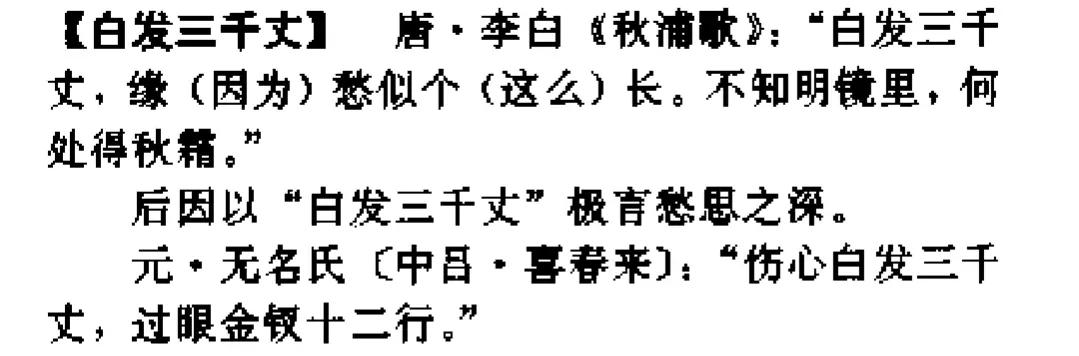 【白发三千丈】 唐·李白《秋浦歌》：“白发三千
丈，缘（因为）愁似个（这么）长。不知明镜里，何
处得秋霜。”
后因以“白发三千丈”极言愁思之深。
元·无名氏〔中吕·喜春来〕：“伤心白发三千
丈，过眼金钗十二行。”